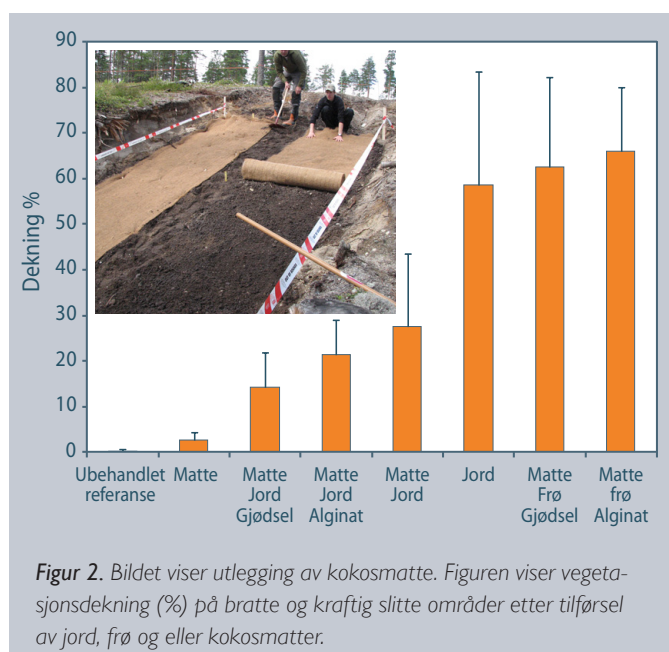 90
80
70
60
50
40
30
20
10
0
Dekning %
Ubehandlet
referanse
Matte
Matte
Jord
Gjødsel
Matte
Jord
Alginat
Matte
Jord
Jord
Matte
Frø
Gjødsel
Matte
frø
Alginat
Figur 2. Bildet viser utlegging av kokosmatte. Figuren viser vegeta-
sjonsdekning (%) på bratte og kraftig slitte områder etter tilførsel
av jord, frø og eller kokosmatter.